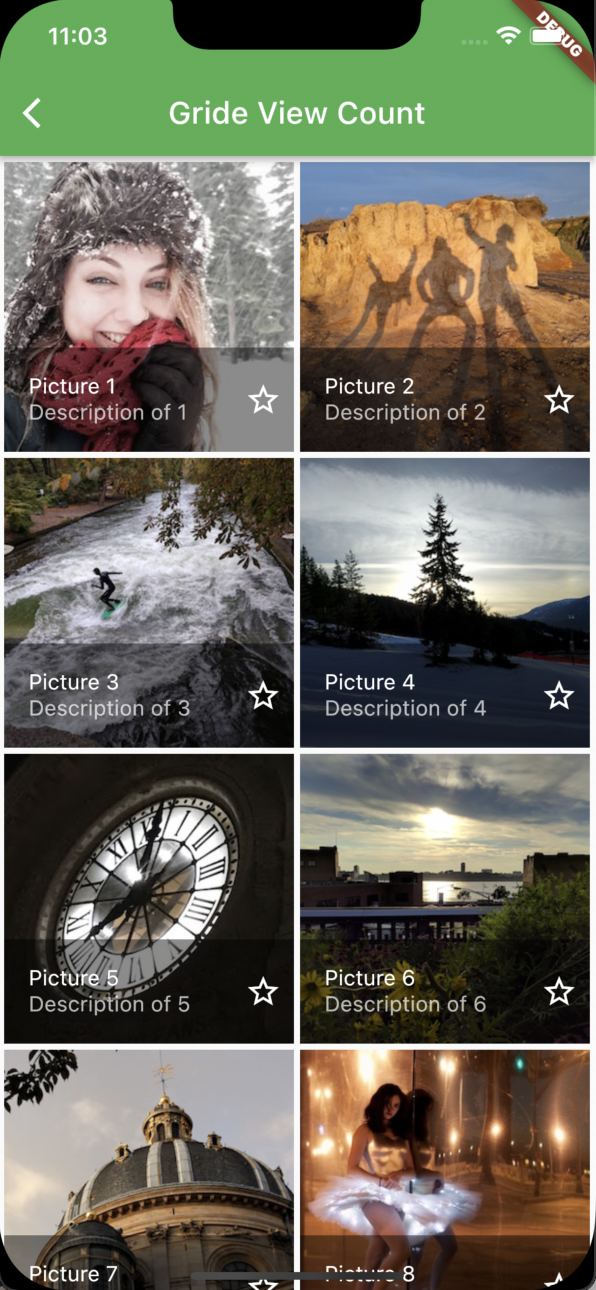 11:03
DEBUG
Gride View Count
Picture 1
Description of 1
Picture 2
Description of 2
Picture 3
Description of 3
Picture 4
Description of 4
Picture 5
Description of 5
Picture 6
Description of 6
Picture 7
Picture 8